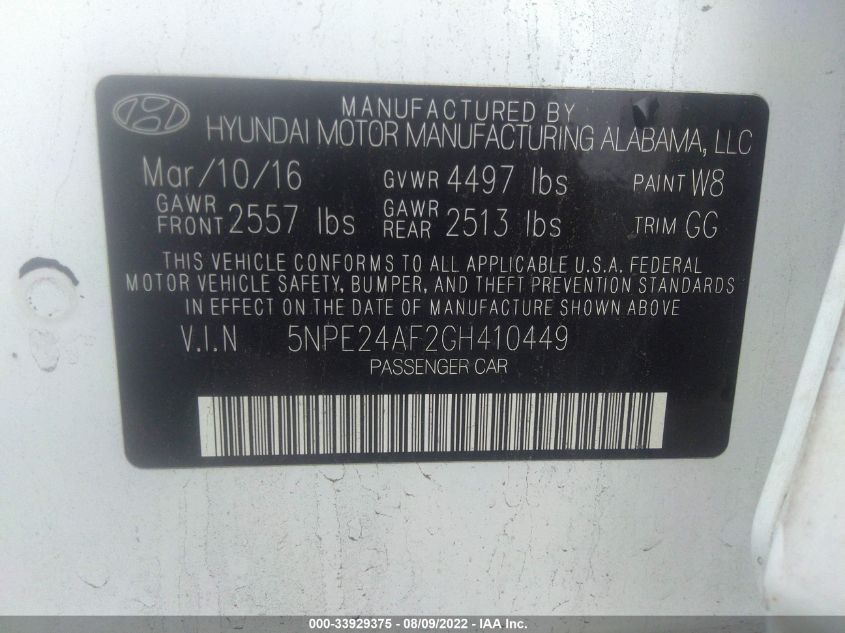 MANUFACTURED BY
HYUNDAI MOTOR MANUFACTURING ALABAMA, LLC
Mar/10/16 GVWR 4497 lbs PAINT W8
GAWR FRONT 2557 lbs GAWR REAR 2513 lbs TRIM GG
THIS VEHICLE CONFORMS TO ALL APPLICABLE U.S.A. FEDERAL
MOTOR VEHICLE SAFETY, BUMPER, AND THEFT PREVENTION STANDARDS
IN EFFECT ON THE DATE OF MANUFACTURE SHOWN ABOVE
V.I.N 5NPE24AF2GH410449
PASSENGER CAR
000-33929375 - 08/09/2022 - IAA Inc.